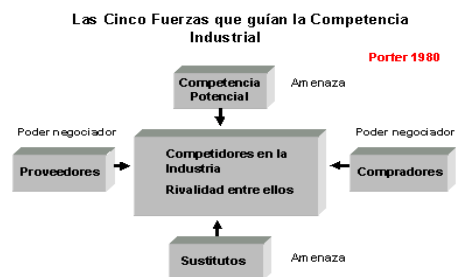 Las Cinco Fuerzas que guían la Competencia
Industrial
Porter 1980
Competencia
Potencial
Amenaza
Poder negociador
Poder negociador
Proveedores
Competidores en la
Industria
Rivalidad entre ellos
Compradores
Sustitutos
Amenaza